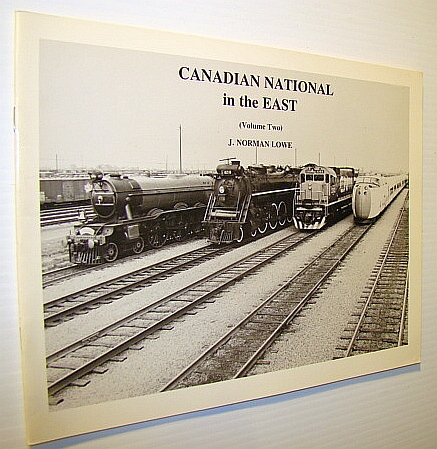 CANADIAN NATIONAL
in the EAST
(Volume Two)
J. NORMAN LOWE